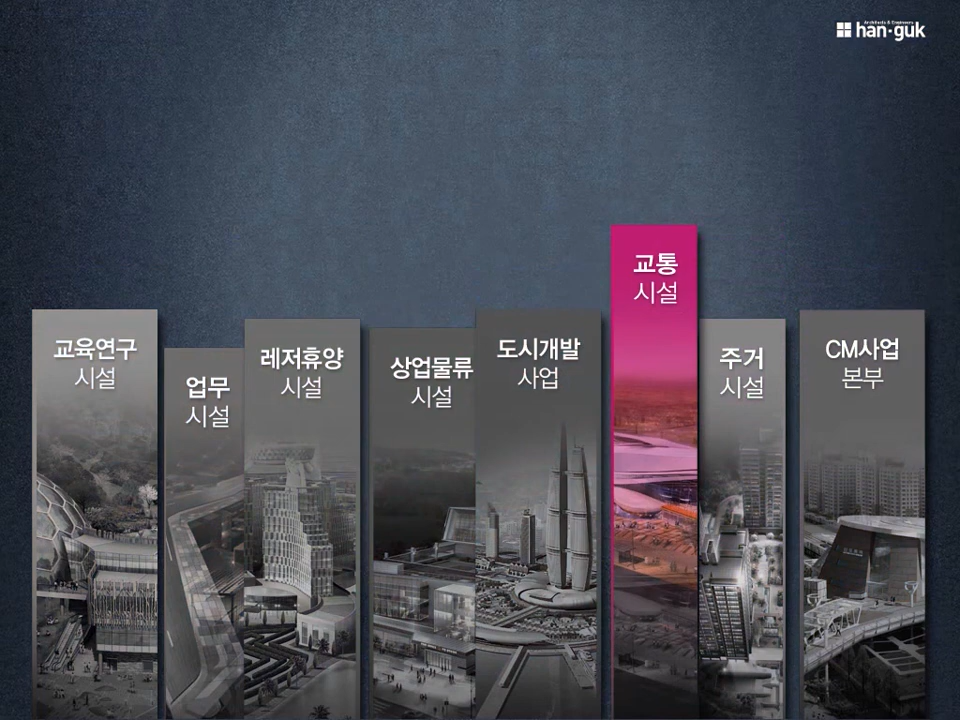 Architects & Engineers
han·guk
교육연구
시설
업무
시설
레저휴양
시설
상업물류
시설
도시개발
사업
교통
시설
주거
시설
CM사업
본부